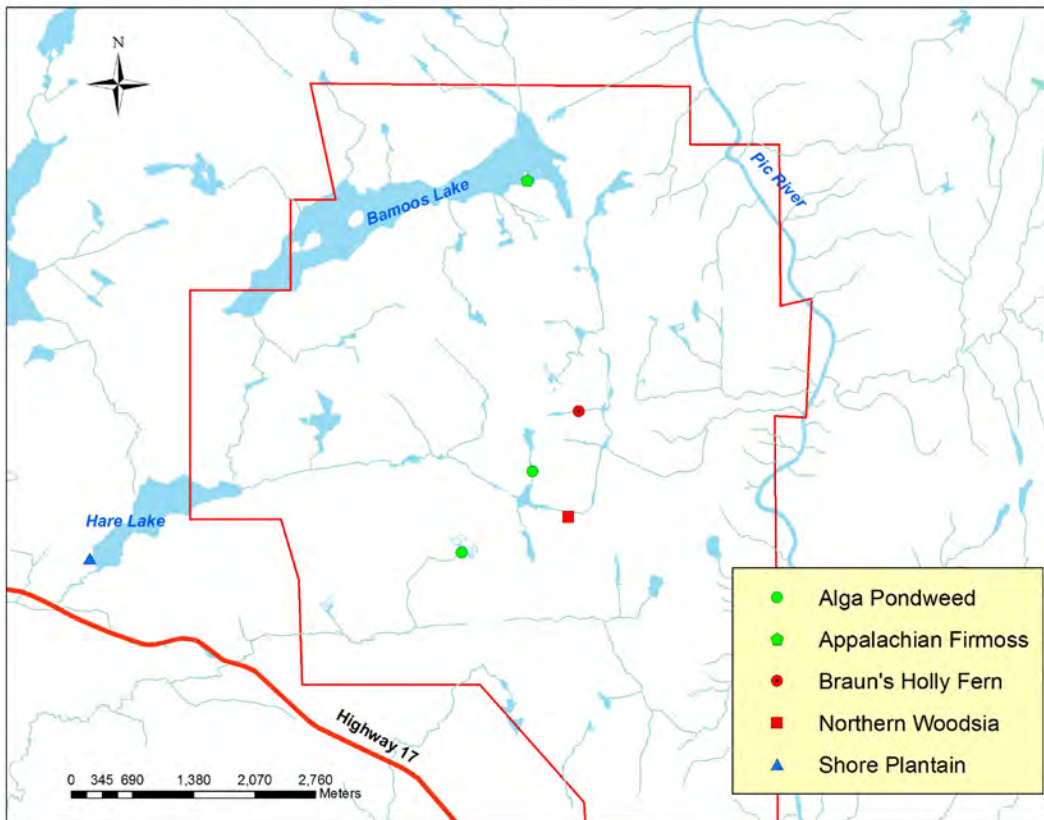 N
Bamoos Lake
Pic River
Hare Lake
Highway 17
0 345 690 1,380 2,070 2,760
Meters
Alga Pondweed
Appalachian Firmoss
Braun's Holly Fern
Northern Woodsia
Shore Plantain